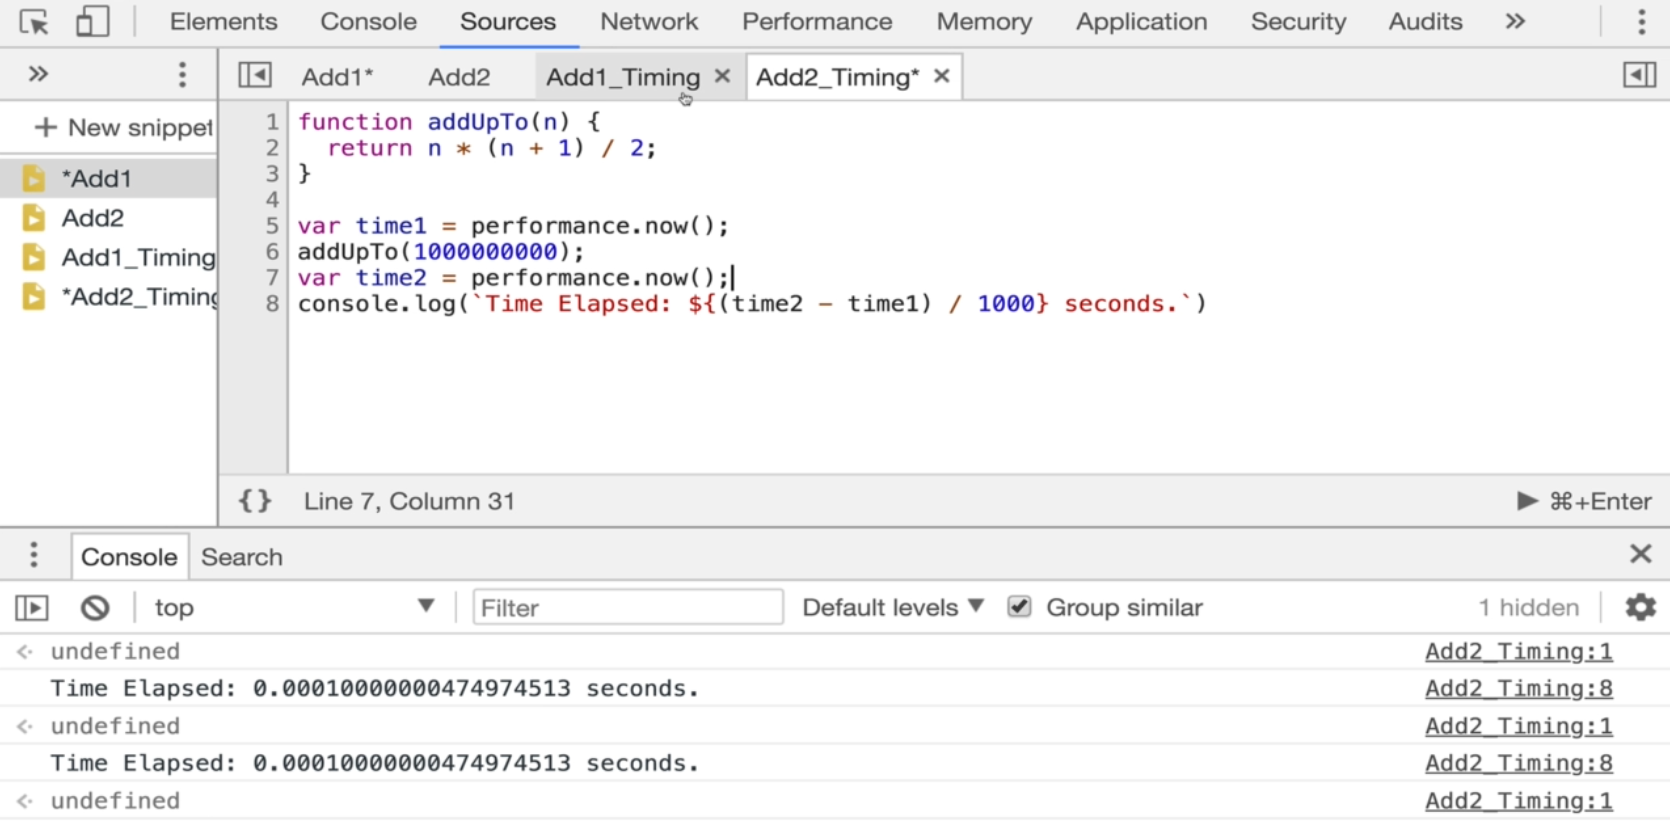 Elements Console Sources Network Performance Memory Application Security Audits »
» Add1* Add2 Add1_Timing × Add2_Timing* ×
+ New snippet
*Add1
Add2
Add1_Timing
*Add2_Timing
1 function addUpTo(n) {
2   return n * (n + 1) / 2;
3 }
4
5 var time1 = performance.now();
6 addUpTo(1000000000);
7 var time2 = performance.now();
8 console.log(`Time Elapsed: ${(time2 - time1) / 1000} seconds.`)
{} Line 7, Column 31 ⌘+Enter
Console Search ×
top Filter Default levels Group similar 1 hidden
undefined Add2_Timing:1
Time Elapsed: 0.00010000000474974513 seconds. Add2_Timing:8
undefined Add2_Timing:1
Time Elapsed: 0.00010000000474974513 seconds. Add2_Timing:8
undefined Add2_Timing:1